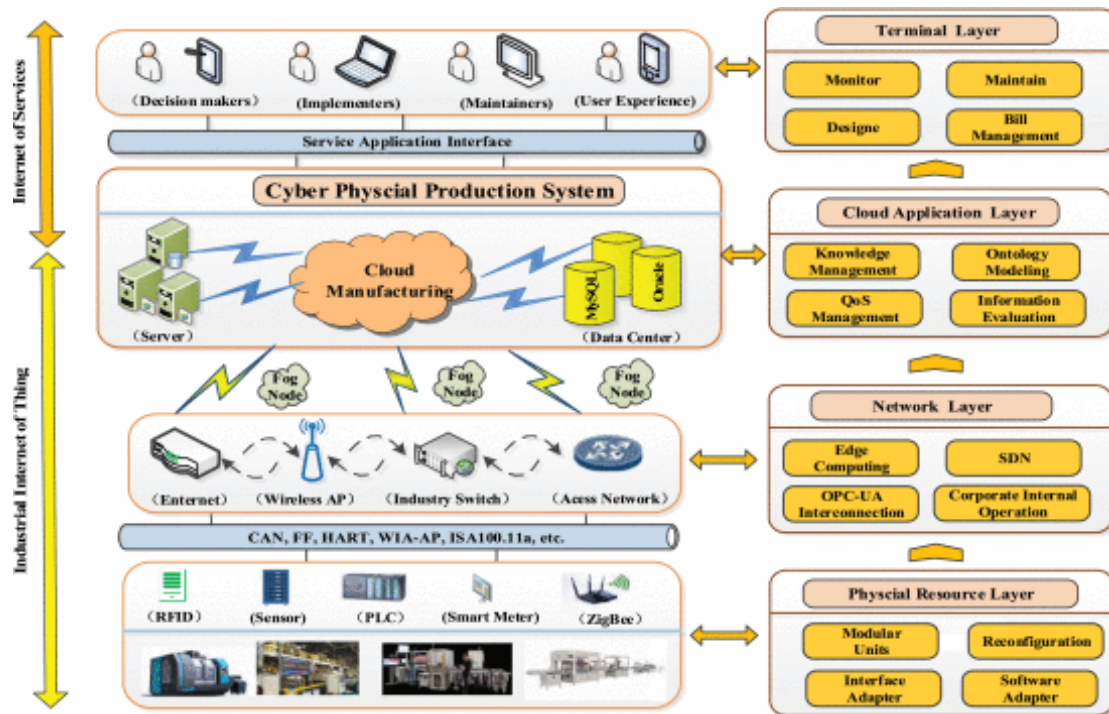 Internet of Services
Industrial Internet of Thing
(Decision makers)
(Implementers)
(Maintainers)
(User Experience)
Service Application Interface
Cyber Physcial Production System
Cloud
Manufacturing
MySQL
Oracle
(Server)
(Data Center)
Fog
Node
Fog
Node
Fog
Node
(Enternet)
(Wireless AP)
(Industry Switch)
(Acess Network)
CAN, FF, HART, WIA-AP, ISA100.11a, etc.
(RFID)
(Sensor)
(PLC)
(Smart Meter)
(ZigBee)
Terminal Layer
Monitor
Maintain
Designe
Bill
Management
Cloud Application Layer
Knowledge
Management
Ontology
Modeling
QoS
Management
Information
Evaluation
Network Layer
Edge
Computing
SDN
OPC-UA
Interconnection
Corporate Internal
Operation
Physcial Resource Layer
Modular
Units
Reconfiguration
Interface
Adapter
Software
Adapter